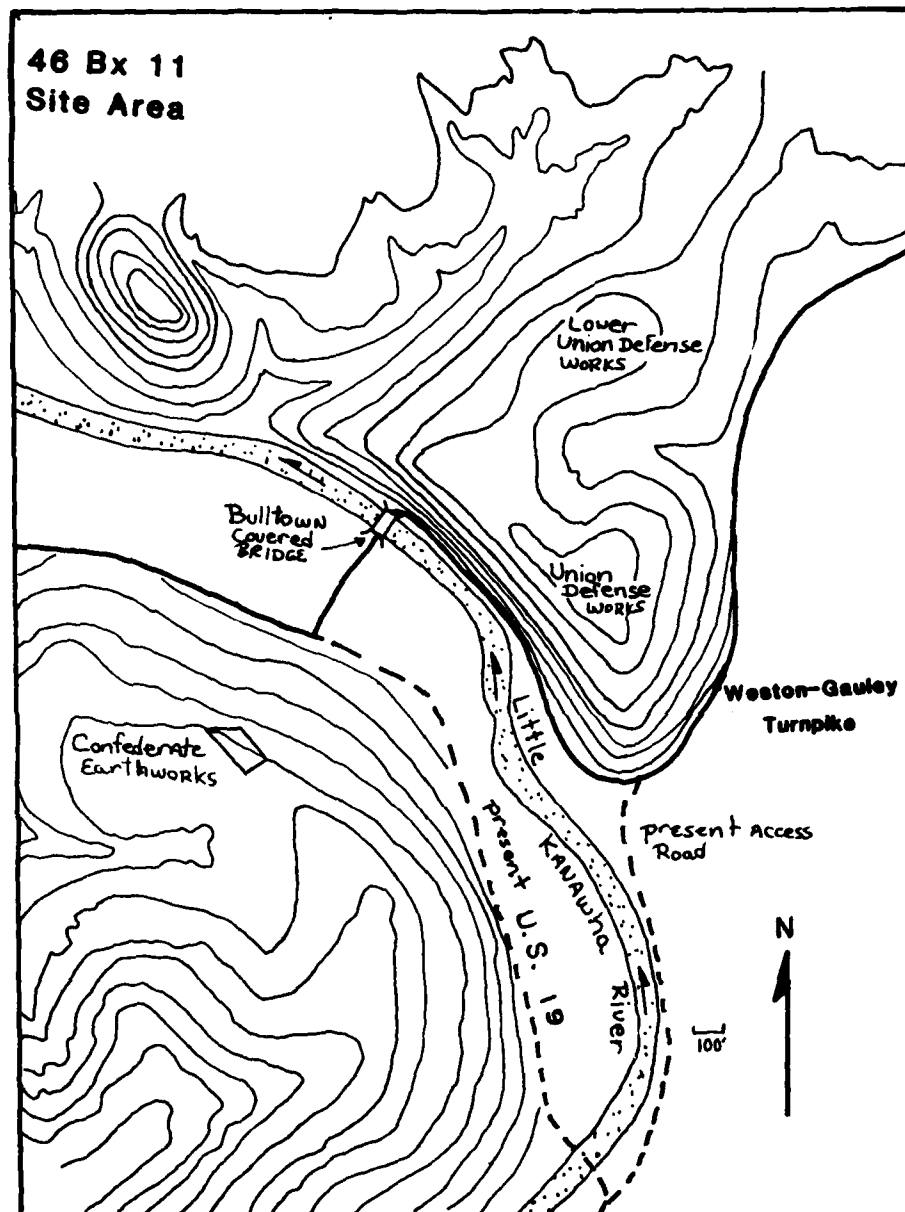 46 Bx 11
Site Area
Lower
Union Defense
WORKS
Bulltown
Covered
BRIDGE
Union
Defense
WORKS
Weston-Gauley
Turnpike
Confederate
Earthworks
Little
KANAWHA
River
present U.S. 19
present Access
Road
N
100'